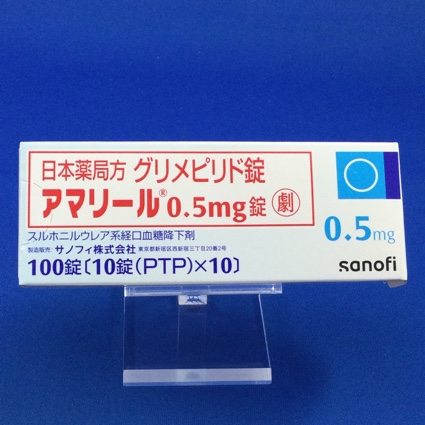 日本薬局方 グリメピリド錠
アマリール® 0.5mg錠 劇
スルホニルウレア系経口血糖降下剤
製造販売: サノフィ株式会社 東京都新宿区西新宿三丁目20番2号
100錠〔10錠(PTP)×10〕
0.5mg
sanofi